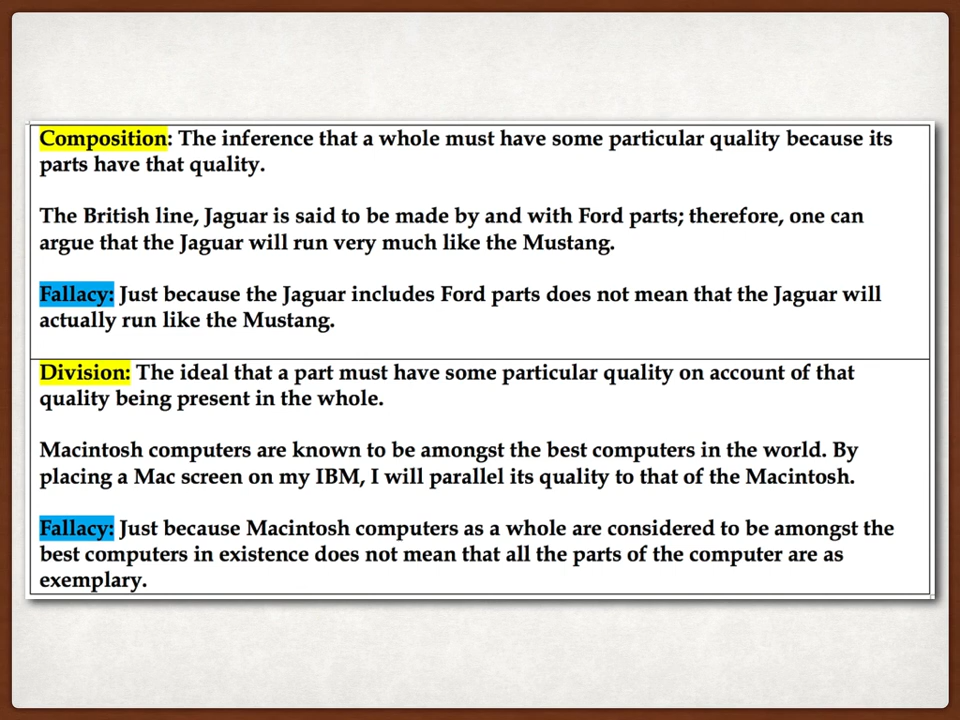 Composition: The inference that a whole must have some particular quality because its
parts have that quality.
The British line, Jaguar is said to be made by and with Ford parts; therefore, one can
argue that the Jaguar will run very much like the Mustang.
Fallacy: Just because the Jaguar includes Ford parts does not mean that the Jaguar will
actually run like the Mustang.
Division: The ideal that a part must have some particular quality on account of that
quality being present in the whole.
Macintosh computers are known to be amongst the best computers in the world. By
placing a Mac screen on my IBM, I will parallel its quality to that of the Macintosh.
Fallacy: Just because Macintosh computers as a whole are considered to be amongst the
best computers in existence does not mean that all the parts of the computer are as
exemplary.